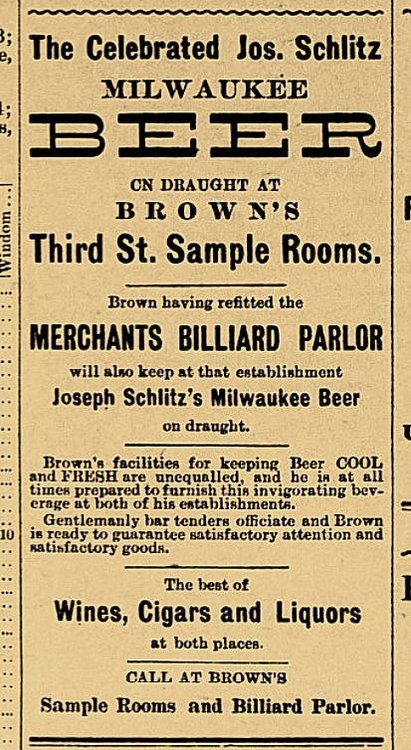 The Celebrated Jos. Schlitz
MILWAUKEE
BEER
ON DRAUGHT AT
BROWN'S
Third St. Sample Rooms.
Brown having refitted the
MERCHANTS BILLIARD PARLOR
will also keep at that establishment
Joseph Schlitz's Milwaukee Beer
on draught.
Brown's facilities for keeping Beer COOL
and FRESH are unequalled, and he is at all
times prepared to furnish this invigorating bev-
erage at both of his establishments.
Gentlemanly bar tenders officiate and Brown
is ready to guarantee satisfactory attention and
satisfactory goods.
The best of
Wines, Cigars and Liquors
at both places.
CALL AT BROWN'S
Sample Rooms and Billiard Parlor.
Windom
10